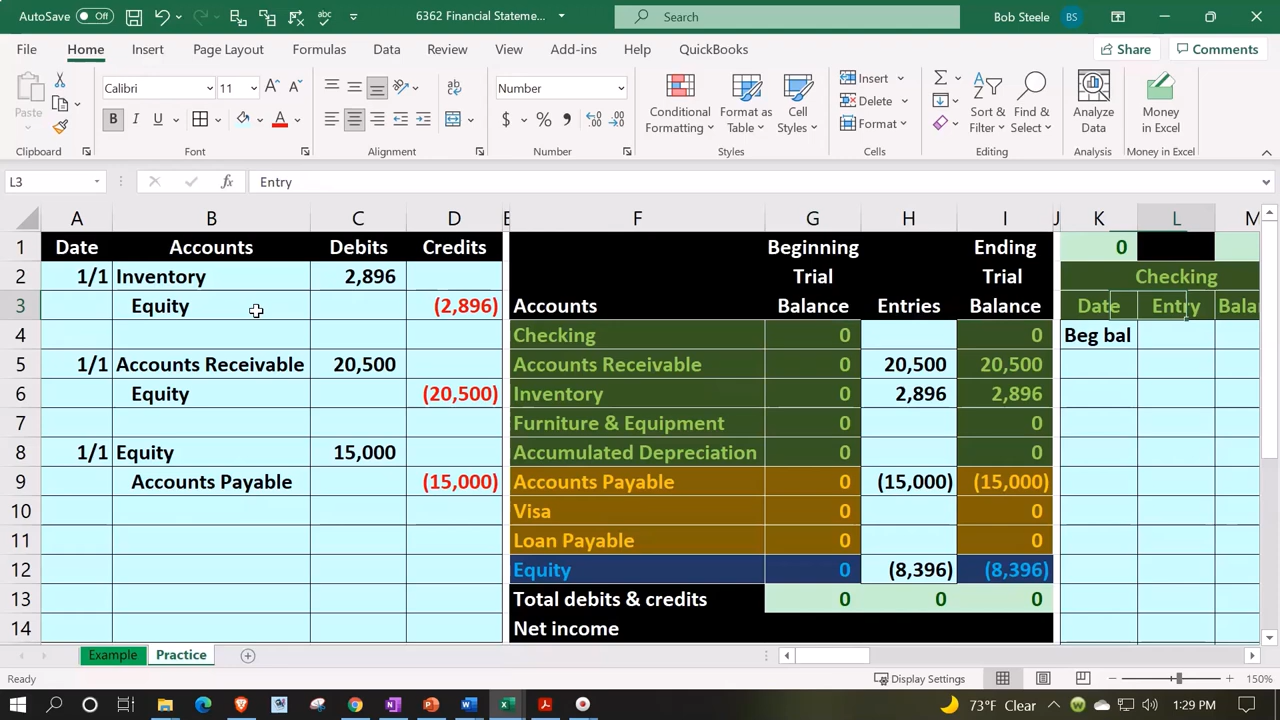 AutoSave Off 6362 Financial Stateme... Search Bob Steele BS
File Home Insert Page Layout Formulas Data Review View Add-ins Help QuickBooks Share Comments
Paste Calibri 11 Number Conditional Formatting Format as Table Cell Styles Insert Delete Format Sort & Filter Find & Select Analyze Data Money in Excel
Clipboard Font Alignment Number Styles Cells Editing Analysis Money in Excel
L3 fx Entry
A B C D E F G H I J K L M
1 Date Accounts Debits Credits Beginning Ending 0
2 1/1 Inventory 2,896 Trial Trial Checking
3 Equity (2,896) Accounts Balance Entries Balance Date Entry Bala
4 Checking 0 0 Beg bal
5 1/1 Accounts Receivable 20,500 Accounts Receivable 0 20,500 20,500
6 Equity (20,500) Inventory 0 2,896 2,896
7 Furniture & Equipment 0 0
8 1/1 Equity 15,000 Accumulated Depreciation 0 0
9 Accounts Payable (15,000) Accounts Payable 0 (15,000) (15,000)
10 Visa 0 0
11 Loan Payable 0 0
12 Equity 0 (8,396) (8,396)
13 Total debits & credits 0 0 0
14 Net income
Example Practice
Ready Display Settings 150%
73°F Clear 1:29 PM